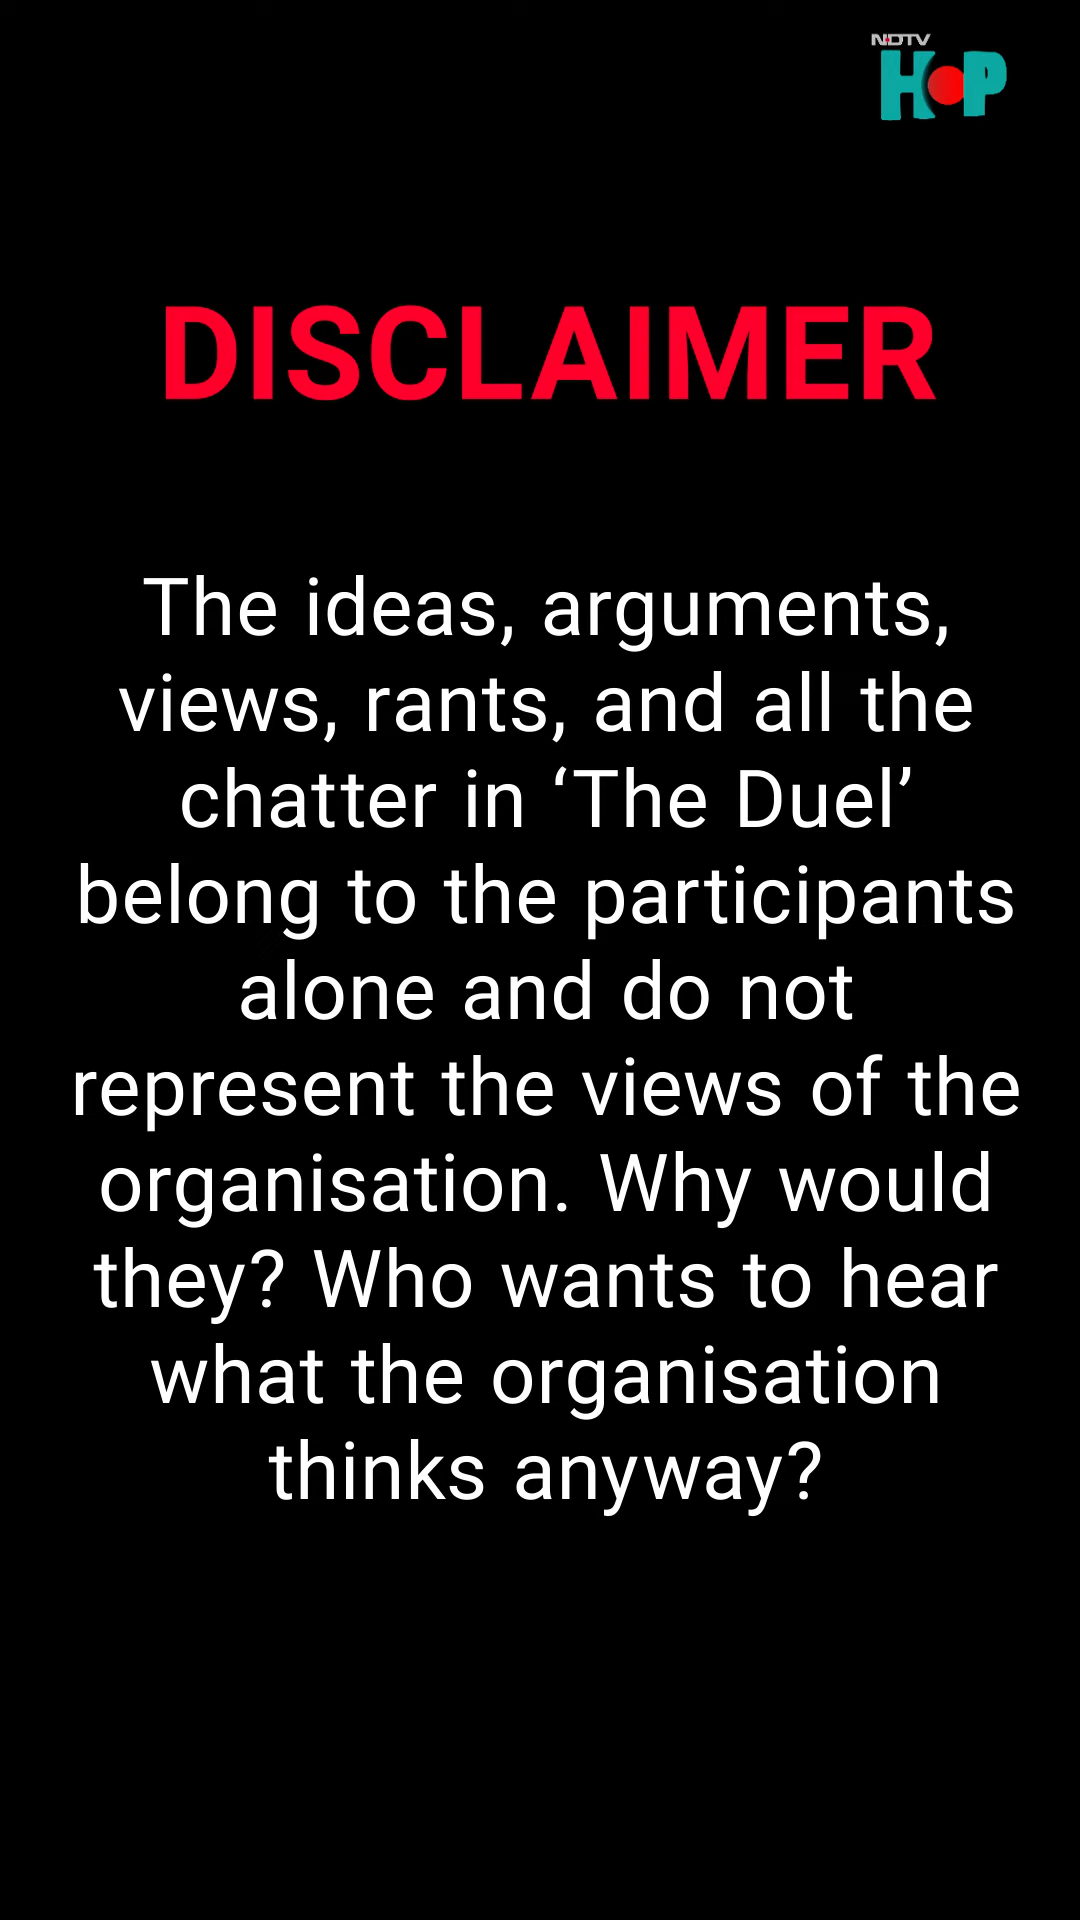 NDTV
HOP
DISCLAIMER
The ideas, arguments,
views, rants, and all the
chatter in ‘The Duel’
belong to the participants
alone and do not
represent the views of the
organisation. Why would
they? Who wants to hear
what the organisation
thinks anyway?